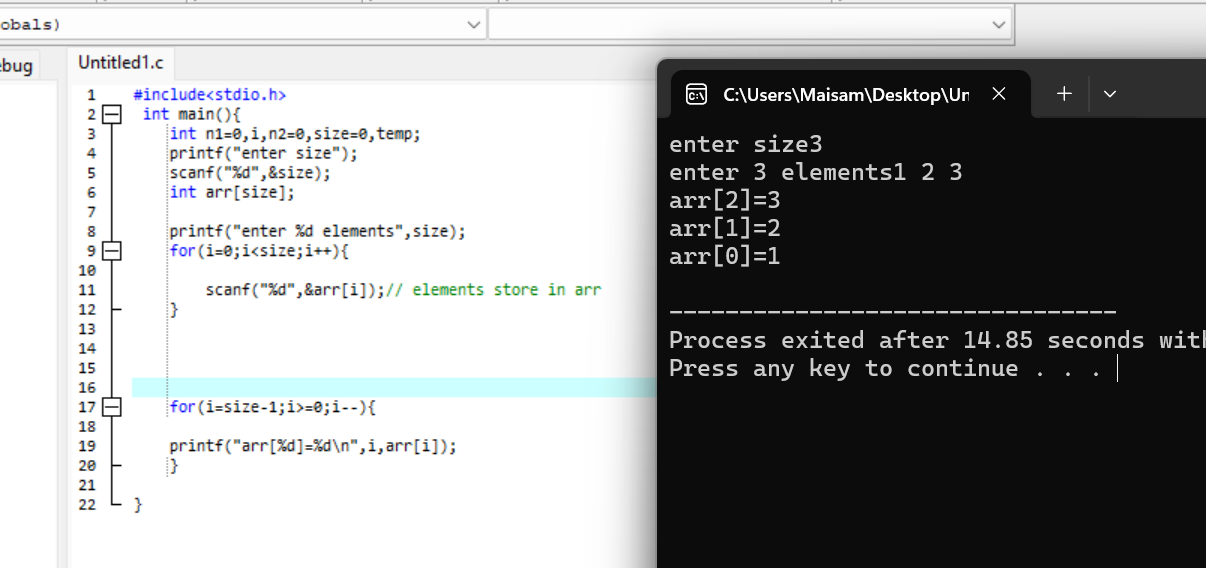 obals)
ebug
Untitled1.c
1 #include<stdio.h>
2 int main(){
3 int n1=0,i,n2=0,size=0,temp;
4 printf("enter size");
5 scanf("%d",&size);
6 int arr[size];
7
8 printf("enter %d elements",size);
9 for(i=0;i<size;i++){
10
11 scanf("%d",&arr[i]);// elements store in arr
12 }
13
14
15
16
17 for(i=size-1;i>=0;i--){
18
19 printf("arr[%d]=%d\n",i,arr[i]);
20 }
21
22 }
C:\Users\Maisam\Desktop\Un
enter size3
enter 3 elements1 2 3
arr[2]=3
arr[1]=2
arr[0]=1
--------------------------------
Process exited after 14.85 seconds with
Press any key to continue . . .